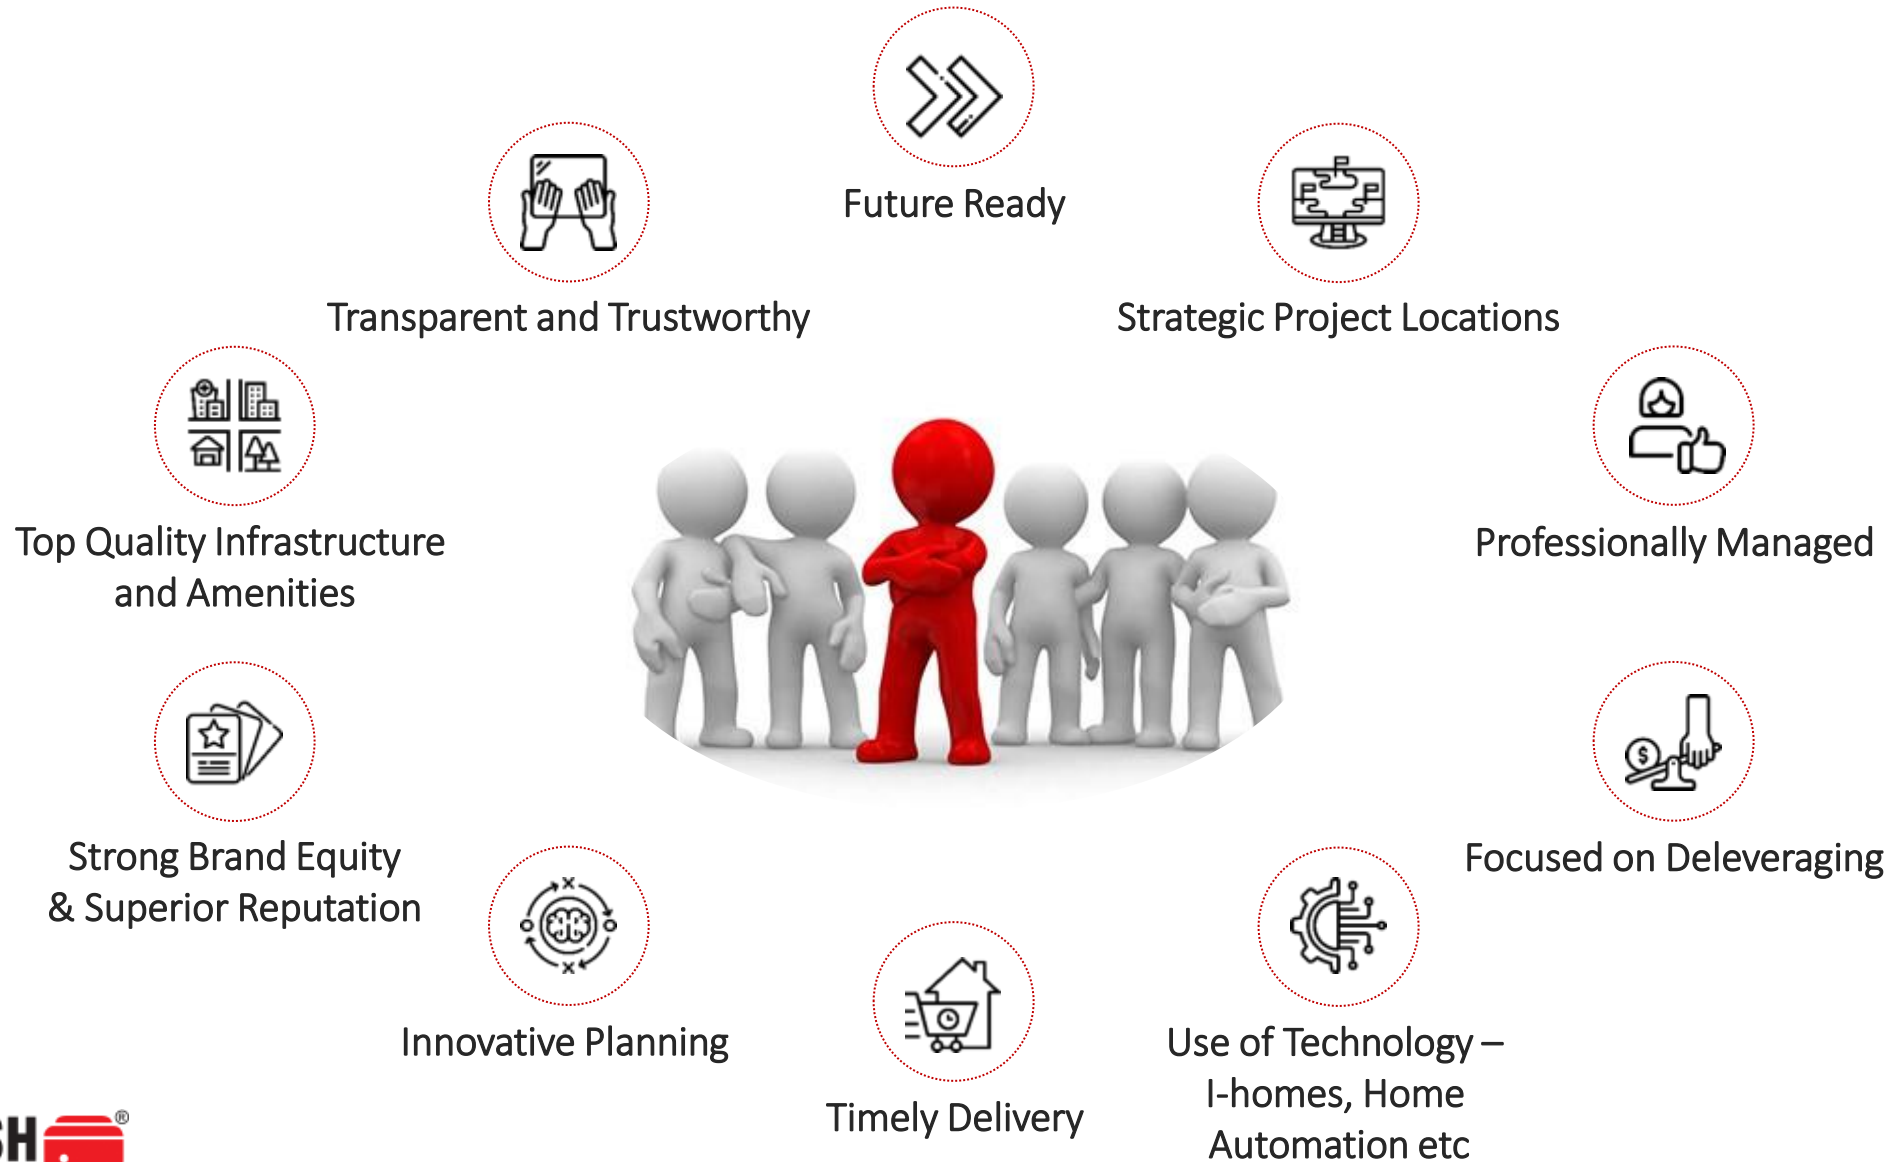 Future Ready
Transparent and Trustworthy
Strategic Project Locations
Top Quality Infrastructure
and Amenities
Professionally Managed
$
Strong Brand Equity
& Superior Reputation
Focused on Deleveraging
Innovative Planning
Timely Delivery
Use of Technology –
I-homes, Home
Automation etc
SH®